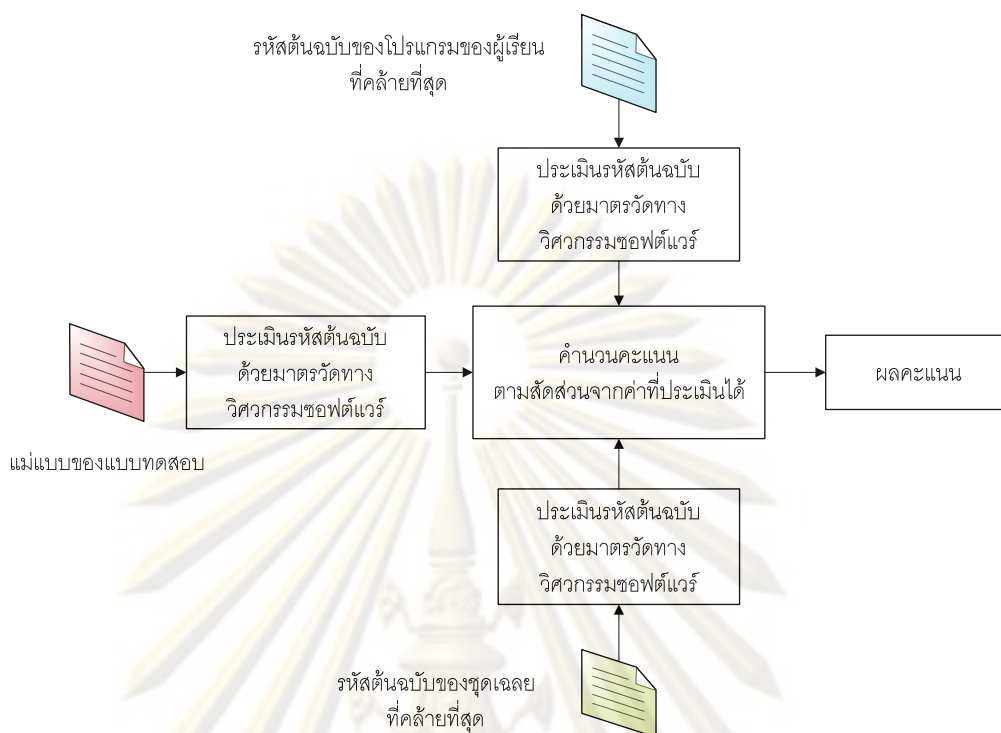 รหัสต้นฉบับของโปรแกรมของผู้เรียน
ที่คล้ายที่สุด
ประเมินรหัสต้นฉบับ
ด้วยมาตรวัดทาง
วิศวกรรมซอฟต์แวร์
ประเมินรหัสต้นฉบับ
ด้วยมาตรวัดทาง
วิศวกรรมซอฟต์แวร์
คำนวนคะแนน
ตามสัดส่วนจากค่าที่ประเมินได้
ผลคะแนน
แม่แบบของแบบทดสอบ
ประเมินรหัสต้นฉบับ
ด้วยมาตรวัดทาง
วิศวกรรมซอฟต์แวร์
รหัสต้นฉบับของชุดเฉลย
ที่คล้ายที่สุด